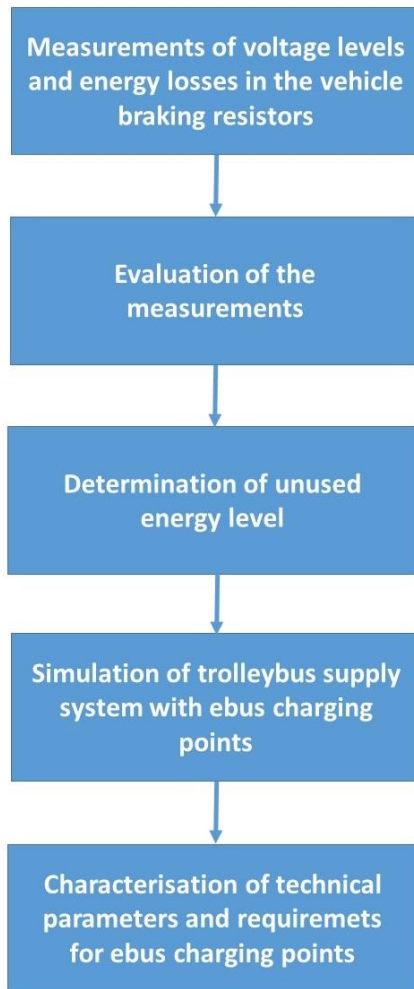 Measurements of voltage levels
and energy losses in the vehicle
braking resistors
Evaluation of the
measurements
Determination of unused
energy level
Simulation of trolleybus supply
system with ebus charging
points
Characterisation of technical
parameters and requiremets
for ebus charging points